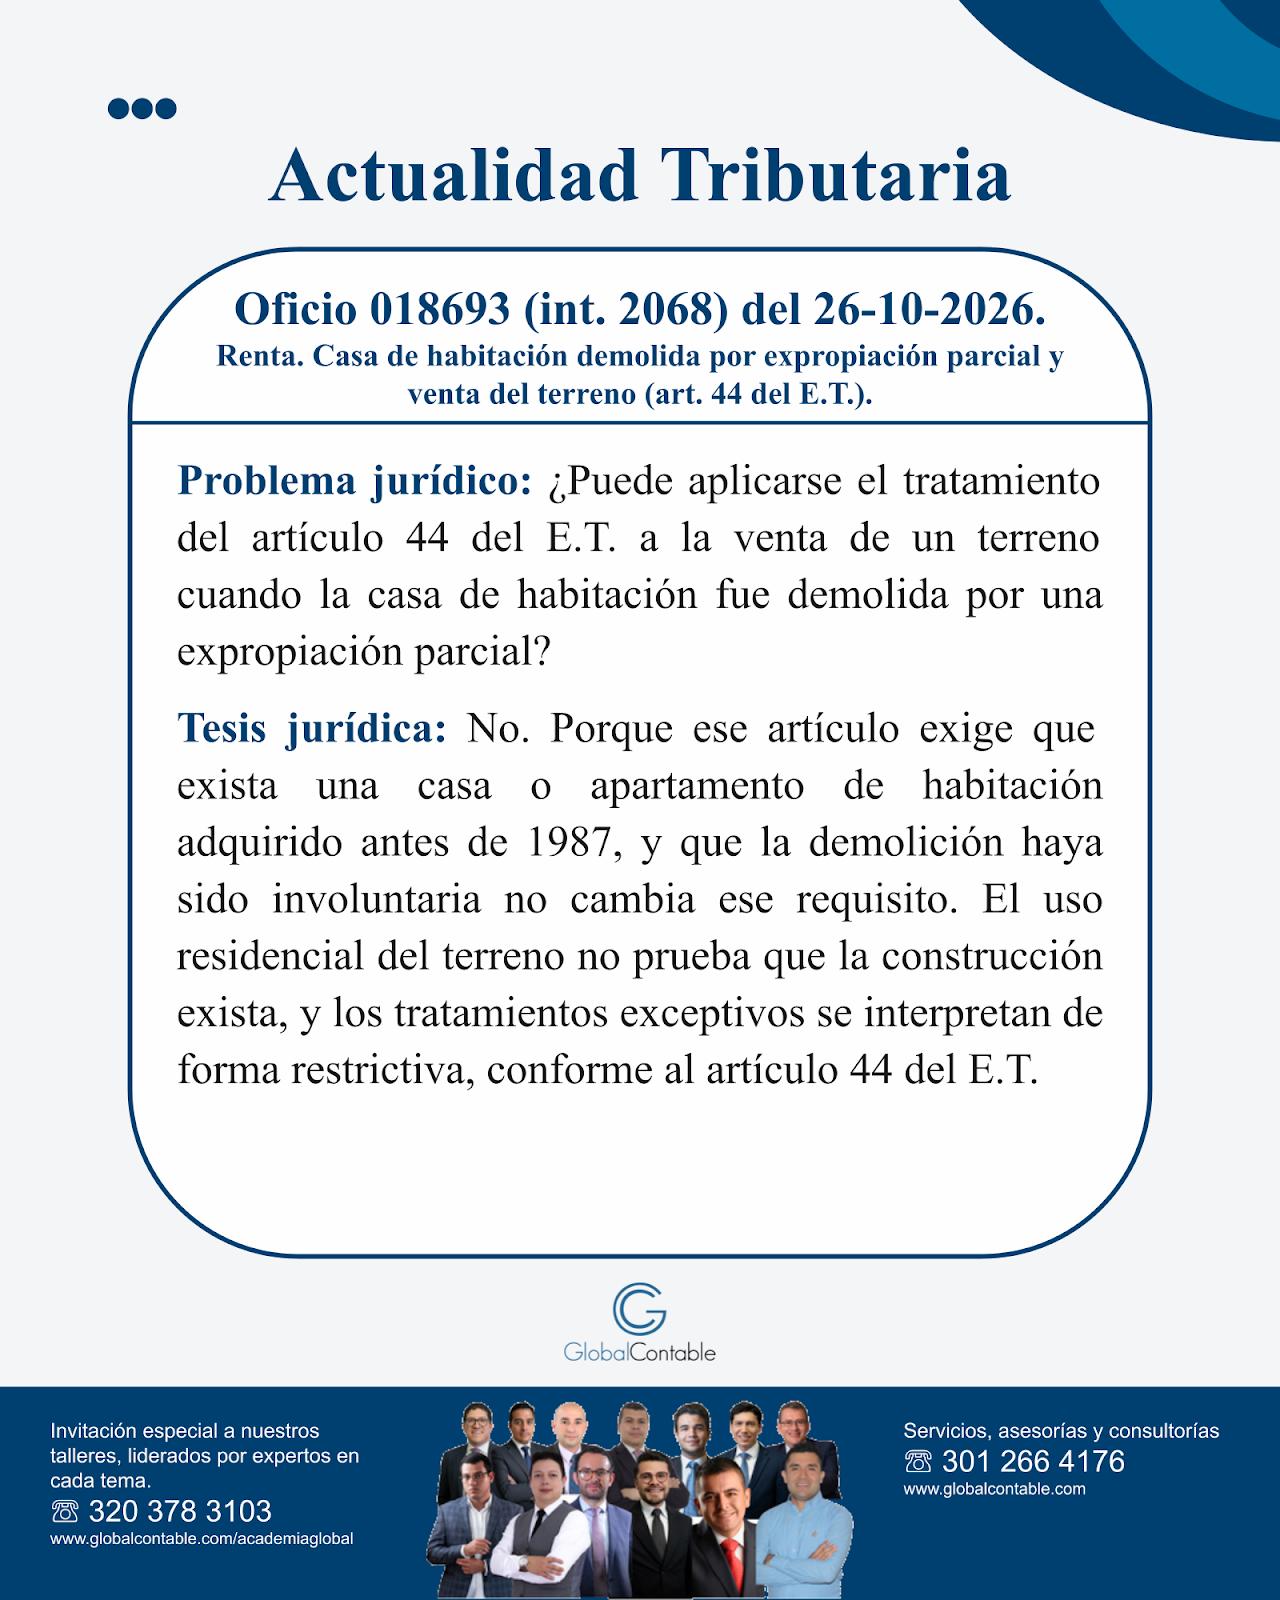 Actualidad Tributaria
Oficio 018693 (int. 2068) del 26-10-2026.
Renta. Casa de habitación demolida por expropiación parcial y
venta del terreno (art. 44 del E.T.).
Problema jurídico: ¿Puede aplicarse el tratamiento
del artículo 44 del E.T. a la venta de un terreno
cuando la casa de habitación fue demolida por una
expropiación parcial?
Tesis jurídica: No. Porque ese artículo exige que
exista una casa o apartamento de habitación
adquirido antes de 1987, y que la demolición haya
sido involuntaria no cambia ese requisito. El uso
residencial del terreno no prueba que la construcción
exista, y los tratamientos exceptivos se interpretan de
forma restrictiva, conforme al artículo 44 del E.T.
GlobalContable
Invitación especial a nuestros
talleres, liderados por expertos en
cada tema.
☏ 320 378 3103
www.globalcontable.com/academiaglobal
Servicios, asesorías y consultorías
☏ 301 266 4176
www.globalcontable.com